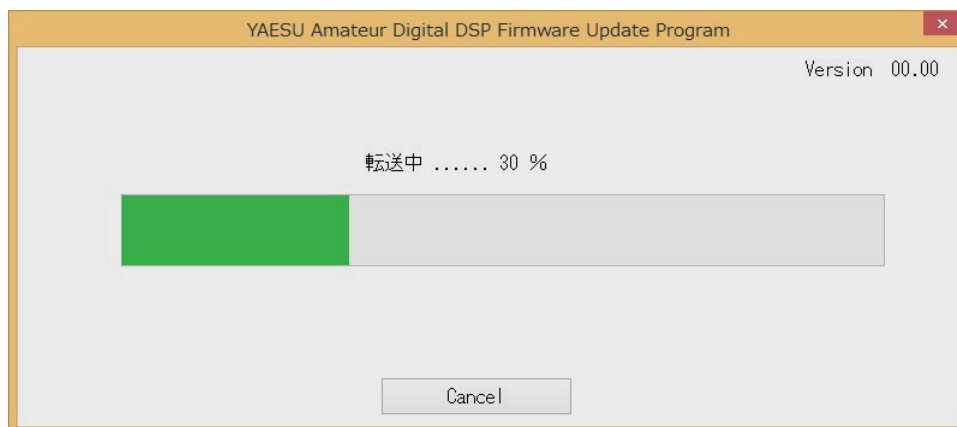 YAESU Amateur Digital DSP Firmware Update Program
Version 00.00
転送中 ...... 30 %
Cancel